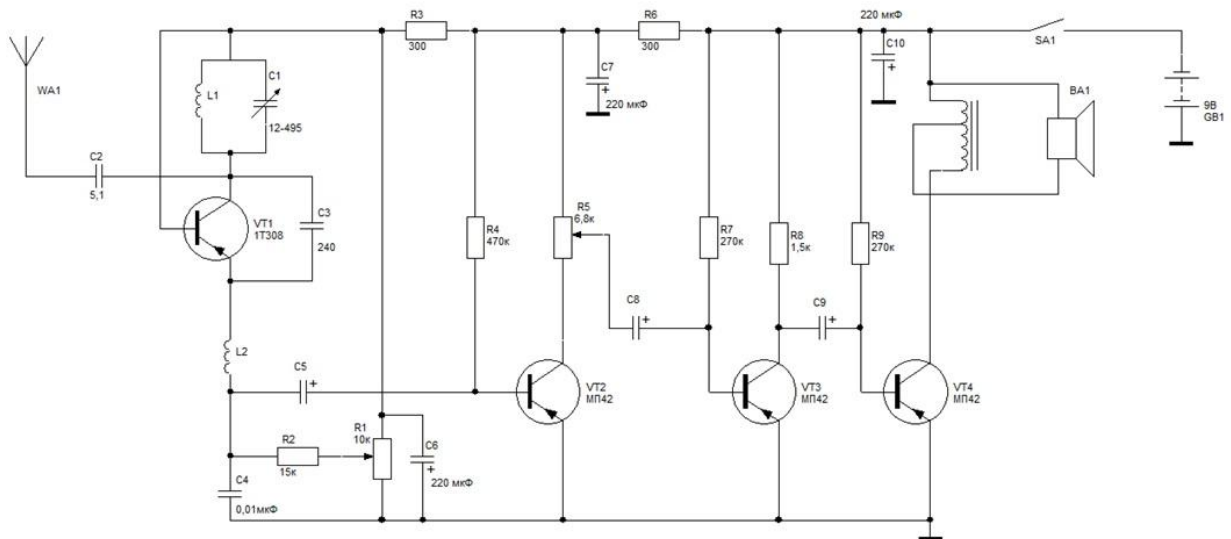 R3
300
R6
300
220 мкФ
C10
SA1
WA1
L1
C1
12-495
C7
220 мкФ
BA1
9В
GB1
C2
5,1
VT1
1Т308
C3
240
R4
470к
R5
6,8к
R7
270к
R8
1,5к
R9
270к
C8
C9
L2
C5
VT2
МП42
VT3
МП42
VT4
МП42
R2
15к
R1
10к
C6
220 мкФ
C4
0,01мкФ